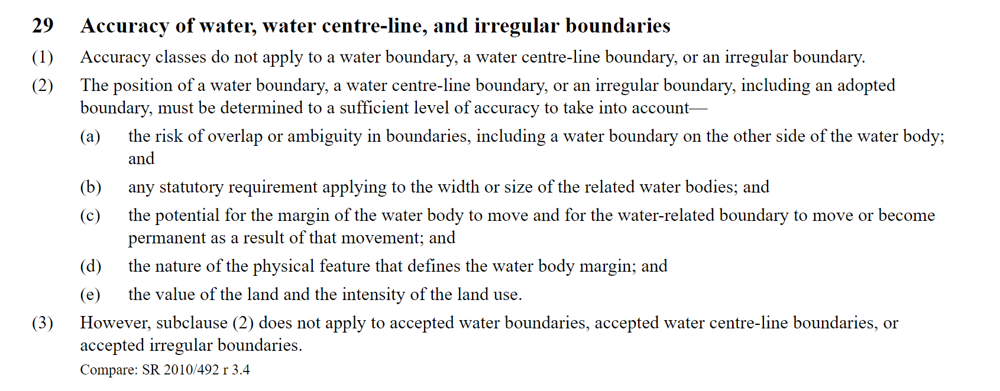 29 Accuracy of water, water centre-line, and irregular boundaries
(1) Accuracy classes do not apply to a water boundary, a water centre-line boundary, or an irregular boundary.
(2) The position of a water boundary, a water centre-line boundary, or an irregular boundary, including an adopted
boundary, must be determined to a sufficient level of accuracy to take into account—
(a) the risk of overlap or ambiguity in boundaries, including a water boundary on the other side of the water body;
and
(b) any statutory requirement applying to the width or size of the related water bodies; and
(c) the potential for the margin of the water body to move and for the water-related boundary to move or become
permanent as a result of that movement; and
(d) the nature of the physical feature that defines the water body margin; and
(e) the value of the land and the intensity of the land use.
(3) However, subclause (2) does not apply to accepted water boundaries, accepted water centre-line boundaries, or
accepted irregular boundaries.
Compare: SR 2010/492 r 3.4